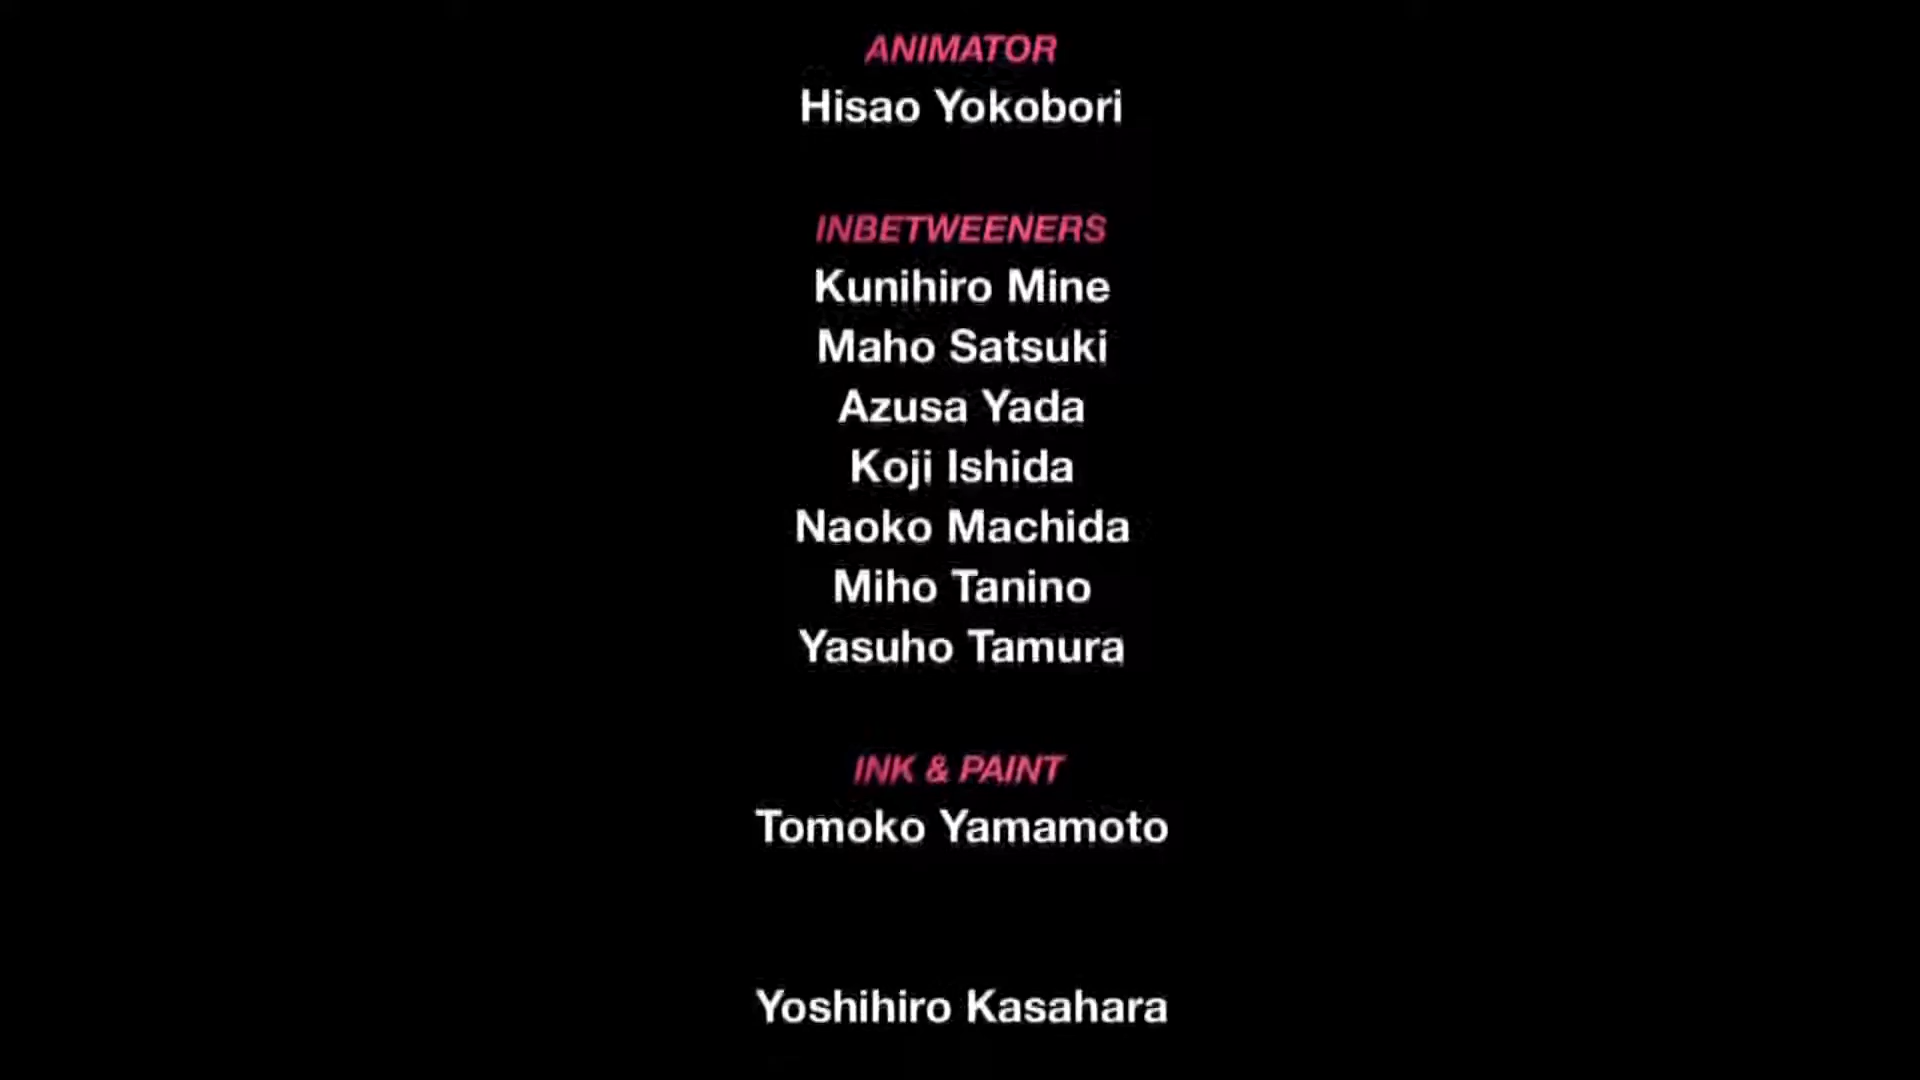 ANIMATOR
Hisao Yokobori
INBETWEENERS
Kunihiro Mine
Maho Satsuki
Azusa Yada
Koji Ishida
Naoko Machida
Miho Tanino
Yasuho Tamura
INK & PAINT
Tomoko Yamamoto
Yoshihiro Kasahara